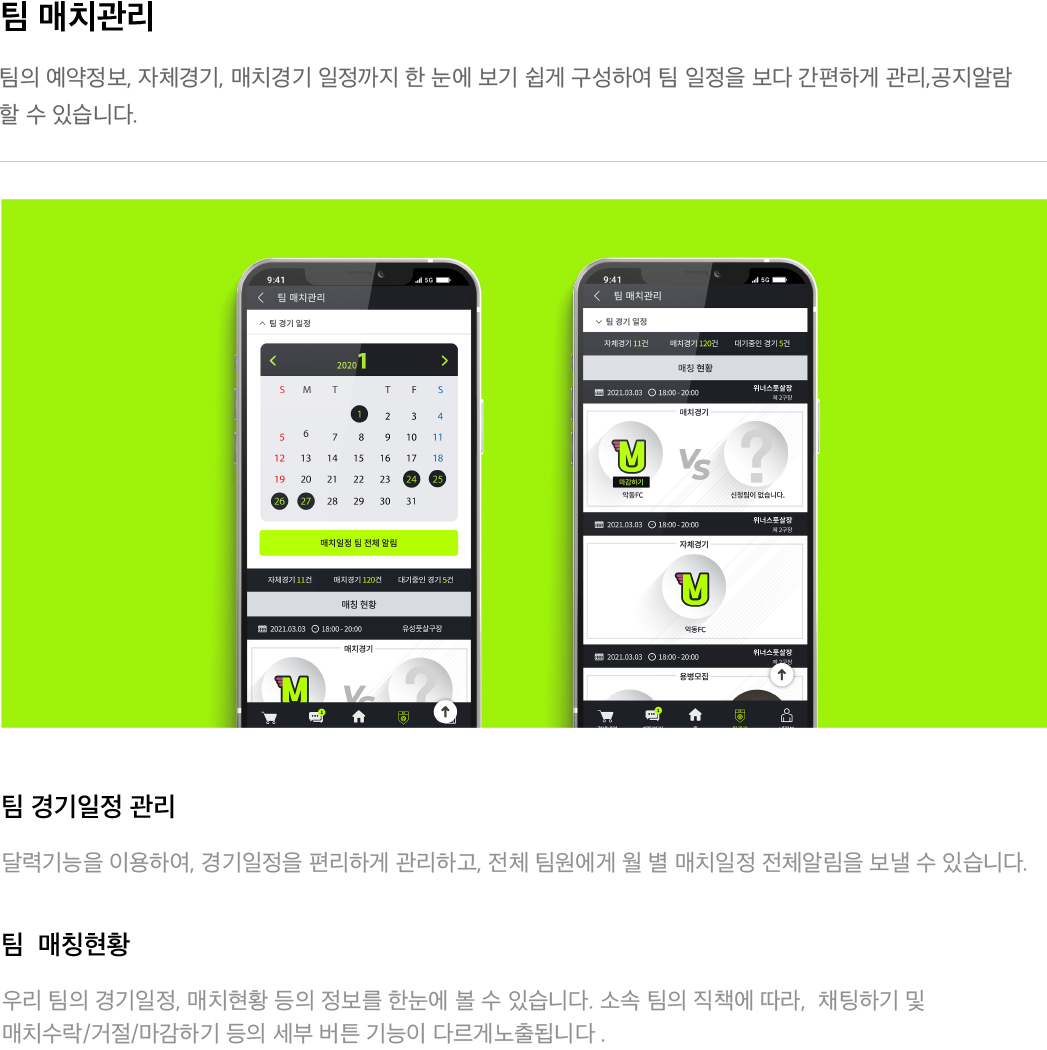 팀 매치관리
팀의 예약정보, 자체경기, 매치경기 일정까지 한 눈에 보기 쉽게 구성하여 팀 일정을 보다 간편하게 관리,공지알람
할 수 있습니다.
9:41 5G
팀 매치관리
팀 경기 일정
2020 1
S M T T F S
1 2 3 4
5 6 7 8 9 10 11
12 13 14 15 16 17 18
19 20 21 22 23 24 25
26 27 28 29 30 31
매치일정 팀 전체 알림
자체경기 11건 매치경기 120건 대기중인 경기 5건
매칭 현황
2021.03.03 18:00 - 20:00 유성풋살구장
매치경기
M VS ?
9:41 5G
팀 매치관리
팀 경기 일정
자체경기 11건 매치경기 120건 대기중인 경기 5건
매칭 현황
2021.03.03 18:00 - 20:00 위너스풋살장
제 2구장
매치경기
VS ?
마감하기
악동FC 신청팀이 없습니다.
2021.03.03 18:00 - 20:00 위너스풋살장
제 2구장
자체경기
악동FC
2021.03.03 18:00 - 20:00 위너스풋살장
제 2구장
용병모집
팀 경기일정 관리
달력기능을 이용하여, 경기일정을 편리하게 관리하고, 전체 팀원에게 월 별 매치일정 전체알림을 보낼 수 있습니다.
팀  매칭현황
우리 팀의 경기일정, 매치현황 등의 정보를 한눈에 볼 수 있습니다. 소속 팀의 직책에 따라,  채팅하기 및
매치수락/거절/마감하기 등의 세부 버튼 기능이 다르게노출됩니다 .